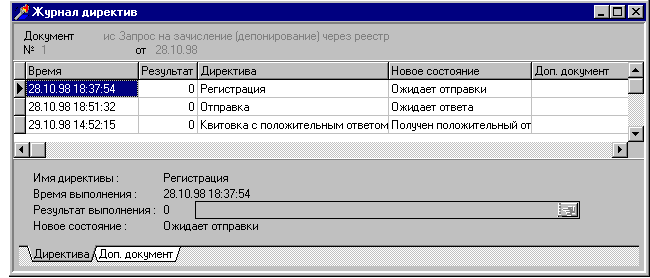 Журнал директив
Документ ис Запрос на зачисление (депонирование) через реестр
№ 1 от 28.10.98
Время Результат Директива Новое состояние Доп. документ
28.10.98 18:37:54 0 Регистрация Ожидает отправки
28.10.98 18:51:32 0 Отправка Ожидает ответа
29.10.98 14:52:15 0 Квитовка с положительным ответом Получен положительный от
Имя директивы : Регистрация
Время выполнения : 28.10.98 18:37:54
Результат выполнения : 0
Новое состояние : Ожидает отправки
Директива Доп. документ